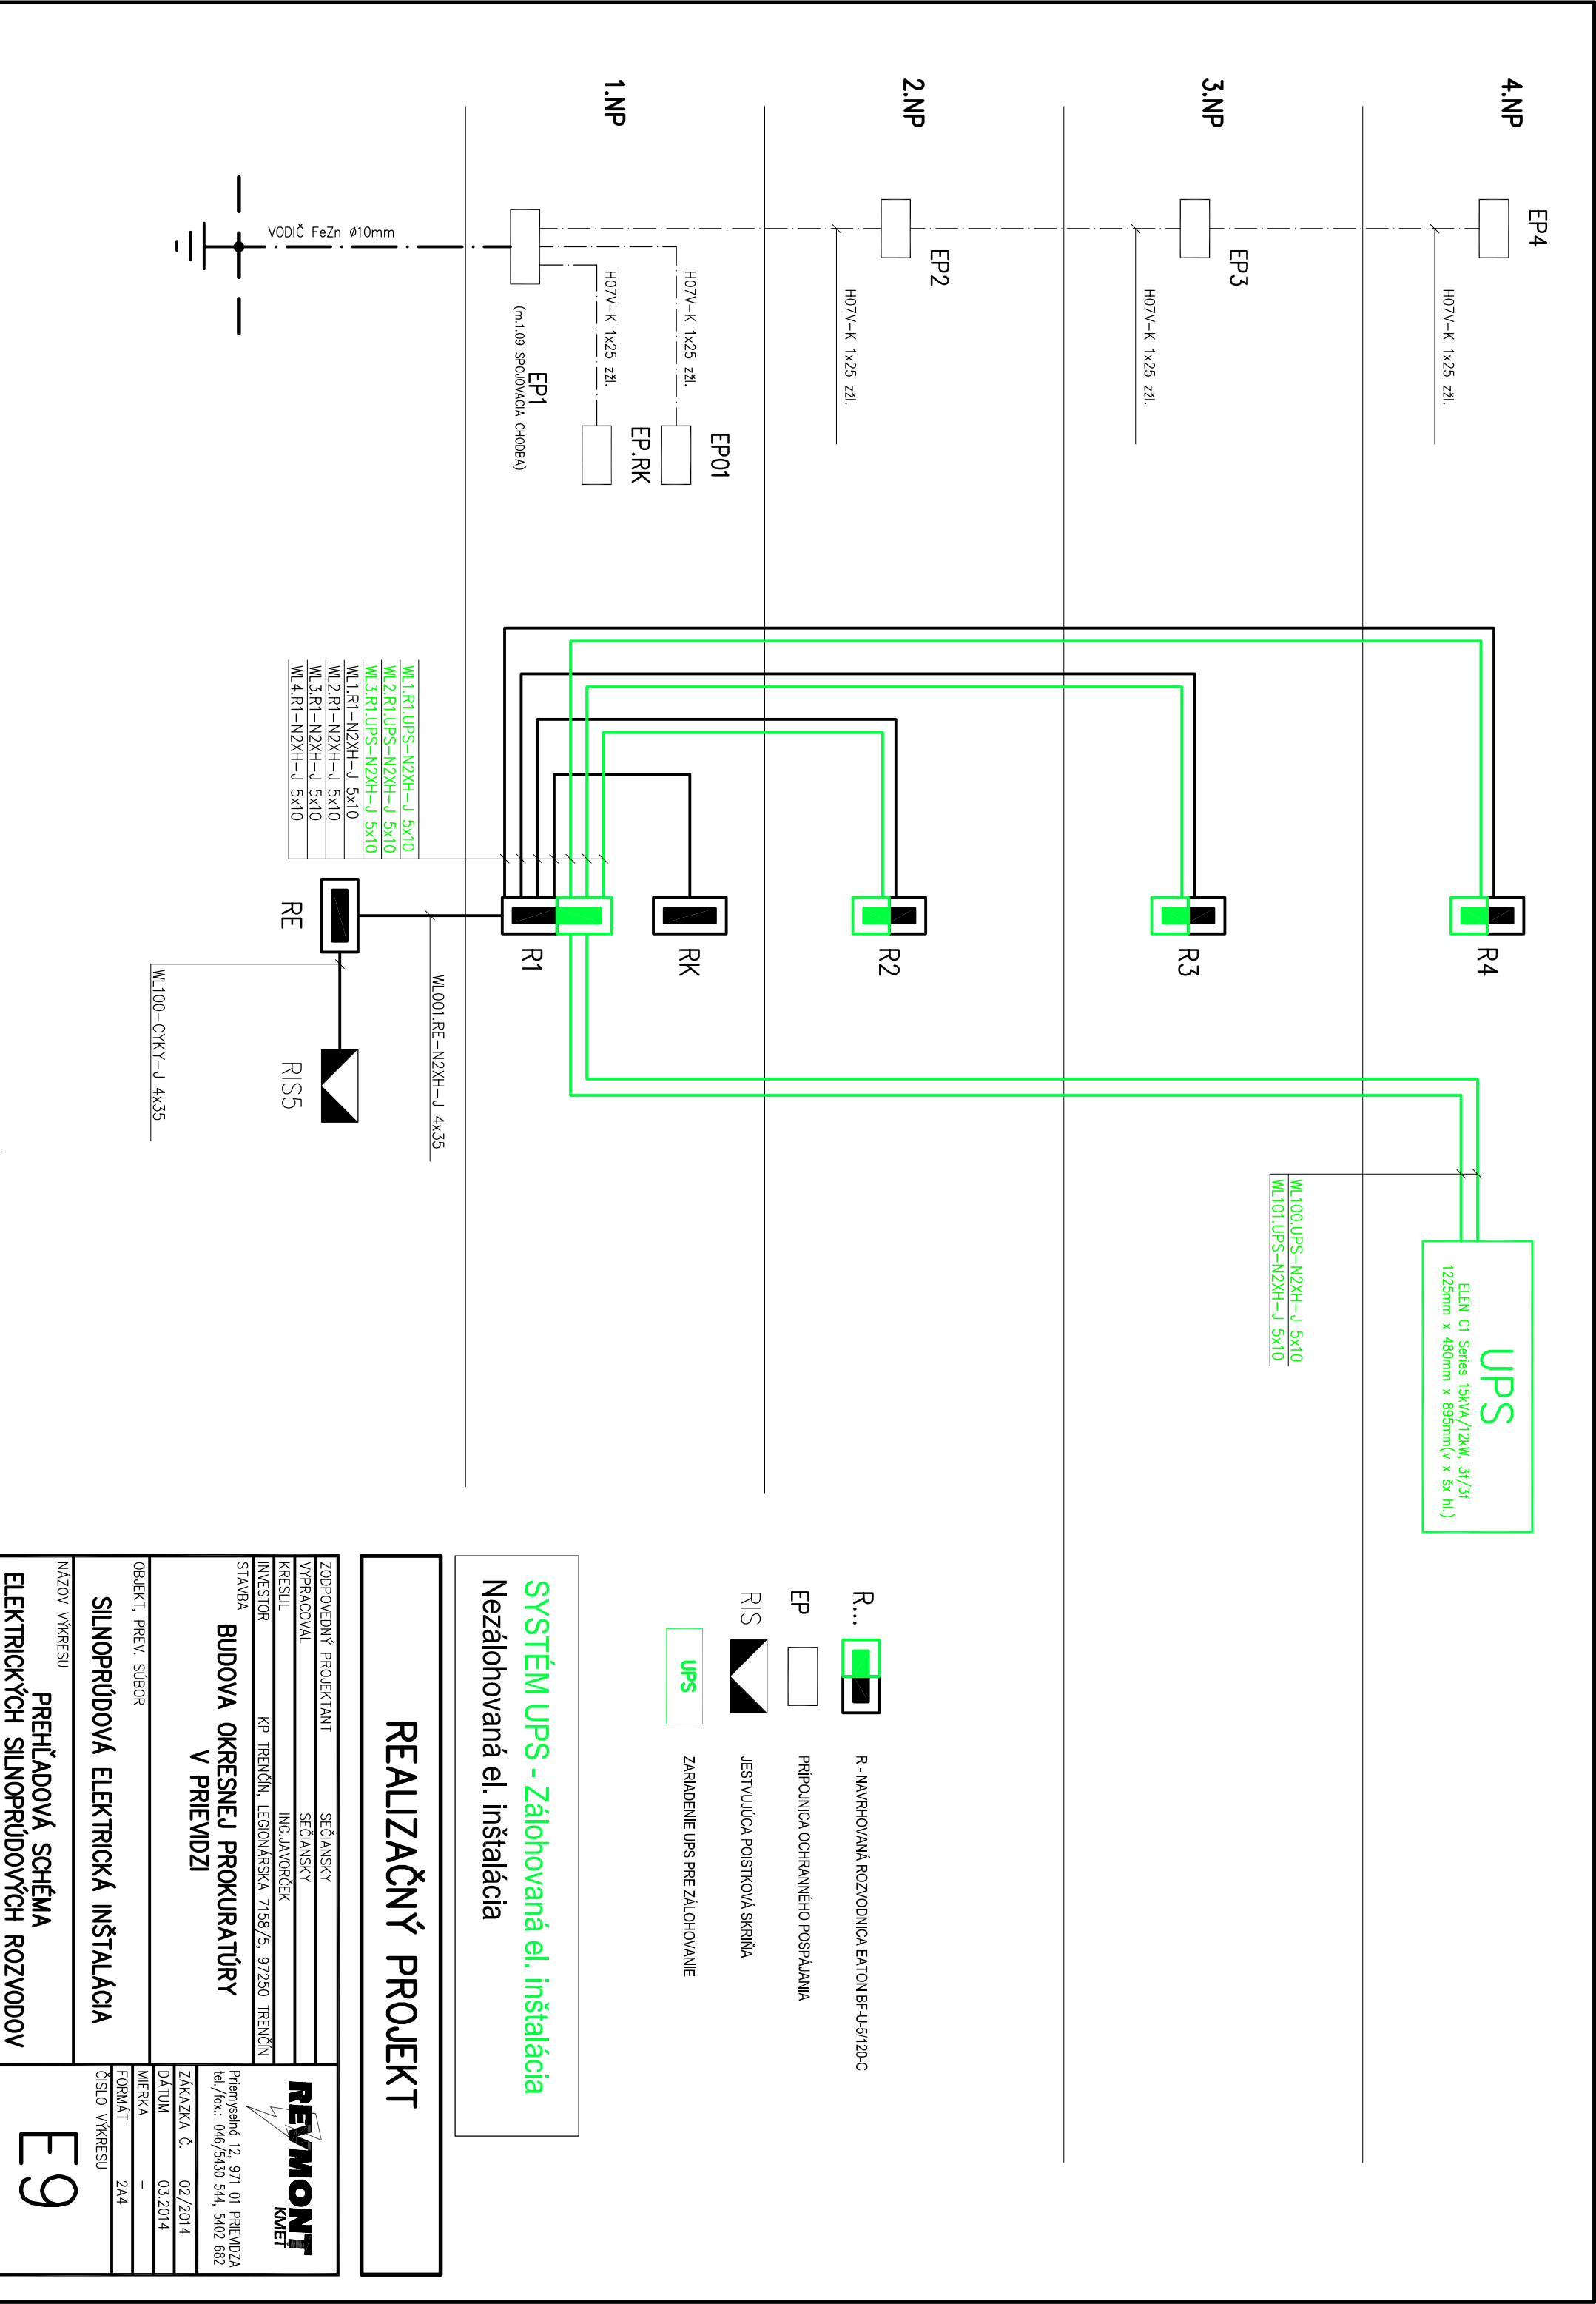 4.NP
3.NP
2.NP
1.NP
EP4
EP3
EP2
EP1
(m.1.09 SPOJOVACIA CHODBA)
EP01
EP.RK
H07V-K 1x25 zžl.
H07V-K 1x25 zžl.
H07V-K 1x25 zžl.
H07V-K 1x25 zžl.
H07V-K 1x25 zžl.
VODIČ FeZn Ø10mm
WL1.R1.UPS-N2XH-J 5x10
WL2.R1.UPS-N2XH-J 5x10
WL3.R1.UPS-N2XH-J 5x10
WL1.R1-N2XH-J 5x10
WL2.R1-N2XH-J 5x10
WL3.R1-N2XH-J 5x10
WL4.R1-N2XH-J 5x10
R4
R3
R2
RK
R1
RE
RIS5
WL001.RE-N2XH-J 4x35
WL100-CYKY-J 4x35
WL100.UPS-N2XH-J 5x10
WL101.UPS-N2XH-J 5x10
UPS
ELEN C1 Series 15kVA/12kW, 3f/3f
1225mm x 480mm x 895mm(v x šx hl.)
R... R - NAVRHOVANÁ ROZVODNICA EATON BF-U-5/120-C
EP PRÍPOJNICA OCHRANNÉHO POSPÁJANIA
RIS JESTVUJÚCA POISTKOVÁ SKRIŇA
UPS ZARIADENIE UPS PRE ZÁLOHOVANIE
SYSTÉM UPS - Zálohovaná el. inštalácia
Nezálohovaná el. inštalácia
REALIZAČNÝ PROJEKT
ZODPOVEDNÝ PROJEKTANT SEČIANSKY
VYPRACOVAL SEČIANSKY
KRESLIL ING.JAVORČEK
INVESTOR KP TRENČÍN, LEGIONÁRSKA 7158/5, 97250 TRENČÍN
STAVBA
BUDOVA OKRESNEJ PROKURATÚRY
V PRIEVIDZI
OBJEKT, PREV. SÚBOR
SILNOPRÚDOVÁ ELEKTRICKÁ INŠTALÁCIA
NÁZOV VÝKRESU
PREHĽADOVÁ SCHÉMA
ELEKTRICKÝCH SILNOPRÚDOVÝCH ROZVODOV
REVMONT
KMEŤ
Priemyselná 12, 971 01 PRIEVIDZA
tel./fax.: 046/5430 544, 5402 682
ZÁKAZKA Č. 02/2014
DÁTUM 03.2014
MIERKA -
FORMÁT 2A4
ČÍSLO VÝKRESU
E9